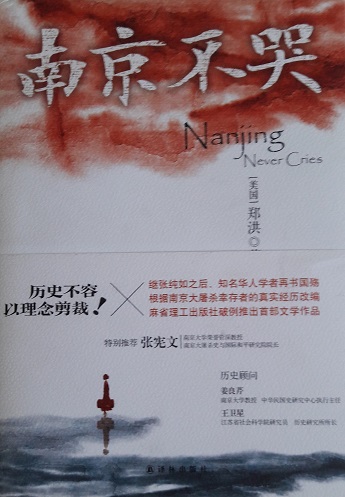 南京不哭
Nanjing
Never Cries
[美国]郑洪◎著
历史不容
以理念剪裁！
继张纯如之后、知名华人学者再书国殇
根据南京大屠杀幸存者的真实经历改编
麻省理工出版社破例推出首部文学作品
特别推荐 张宪文
南京大学荣誉资深教授
南京大屠杀史与国际和平研究院院长
历史顾问
姜良芹
南京大学教授 中华民国史研究中心执行主任
王卫星
江苏省社会科学院研究员 历史研究所所长
译林出版社